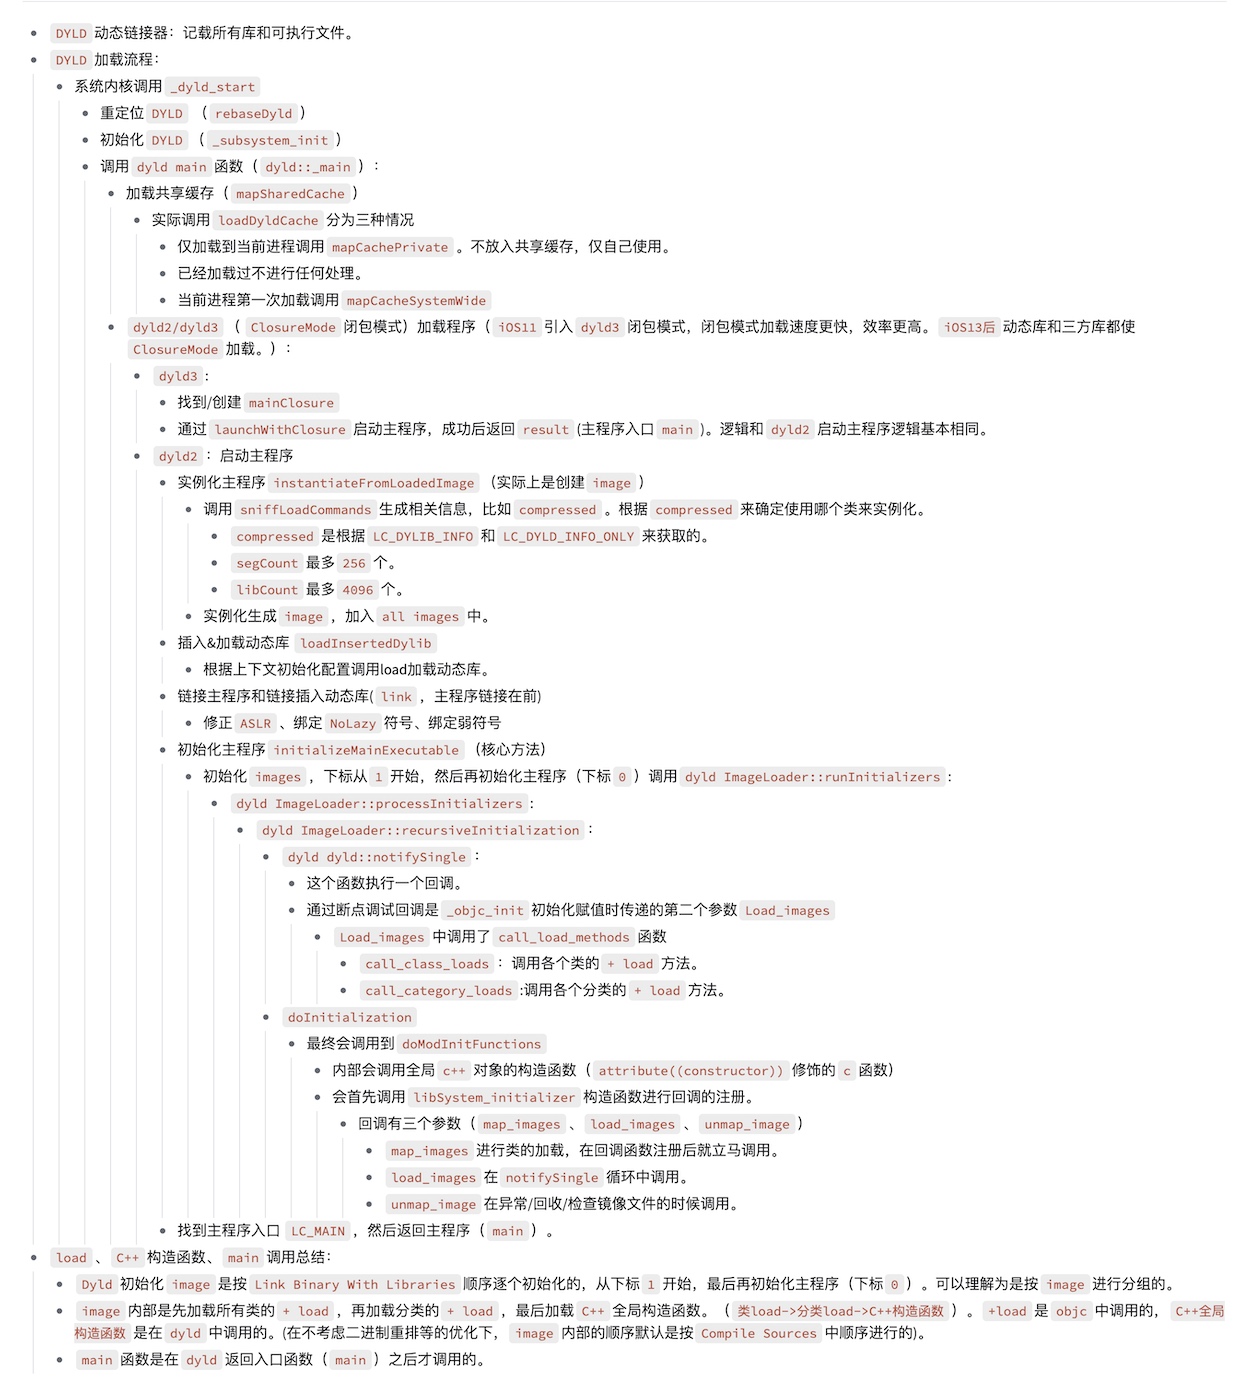 DYLD 动态链接器：记载所有库和可执行文件。
DYLD 加载流程：
系统内核调用 _dyld_start
重定位 DYLD （ rebaseDyld ）
初始化 DYLD （ _subsystem_init ）
调用 dyld main 函数（ dyld::_main ）：
加载共享缓存（ mapSharedCache ）
实际调用 loadDyldCache 分为三种情况
仅加载到当前进程调用 mapCachePrivate 。不放入共享缓存，仅自己使用。
已经加载过不进行任何处理。
当前进程第一次加载调用 mapCacheSystemWide
dyld2/dyld3 （ ClosureMode 闭包模式）加载程序（ iOS11 引入 dyld3 闭包模式，闭包模式加载速度更快，效率更高。 iOS13后 动态库和三方库都使
ClosureMode 加载。）：
dyld3 ：
找到/创建 mainClosure
通过 launchWithClosure 启动主程序，成功后返回 result (主程序入口 main )。逻辑和 dyld2 启动主程序逻辑基本相同。
dyld2 ：启动主程序
实例化主程序 instantiateFromLoadedImage （实际上是创建 image ）
调用 sniffLoadCommands 生成相关信息，比如 compressed 。根据 compressed 来确定使用哪个类来实例化。
compressed 是根据 LC_DYLIB_INFO 和 LC_DYLD_INFO_ONLY 来获取的。
segCount 最多 256 个。
libCount 最多 4096 个。
实例化生成 image ，加入 all images 中。
插入&加载动态库 loadInsertedDylib
根据上下文初始化配置调用load加载动态库。
链接主程序和链接插入动态库( link ，主程序链接在前)
修正 ASLR 、绑定 NoLazy 符号、绑定弱符号
初始化主程序 initializeMainExecutable （核心方法）
初始化 images ，下标从 1 开始，然后再初始化主程序（下标 0 ）调用 dyld ImageLoader::runInitializers ：
dyld ImageLoader::processInitializers ：
dyld ImageLoader::recursiveInitialization ：
dyld dyld::notifySingle ：
这个函数执行一个回调。
通过断点调试回调是 _objc_init 初始化赋值时传递的第二个参数 Load_images
Load_images 中调用了 call_load_methods 函数
call_class_loads ：调用各个类的 + load 方法。
call_category_loads :调用各个分类的 + load 方法。
doInitialization
最终会调用到 doModInitFunctions
内部会调用全局 c++ 对象的构造函数（ attribute((constructor)) 修饰的 c 函数）
会首先调用 libSystem_initializer 构造函数进行回调的注册。
回调有三个参数（ map_images 、 load_images 、 unmap_image ）
map_images 进行类的加载，在回调函数注册后就立马调用。
load_images 在 notifySingle 循环中调用。
unmap_image 在异常/回收/检查镜像文件的时候调用。
找到主程序入口 LC_MAIN ，然后返回主程序（ main ）。
load 、 C++ 构造函数、 main 调用总结：
Dyld 初始化 image 是按 Link Binary With Libraries 顺序逐个初始化的，从下标 1 开始，最后再初始化主程序（下标 0 ）。可以理解为是按 image 进行分组的。
image 内部是先加载所有类的 + load ，再加载分类的 + load ，最后加载 C++ 全局构造函数。（ 类load->分类load->C++构造函数 ）。 +load 是 objc 中调用的， C++全局
构造函数 是在 dyld 中调用的。(在不考虑二进制重排等的优化下， image 内部的顺序默认是按 Compile Sources 中顺序进行的)。
main 函数是在 dyld 返回入口函数（ main ）之后才调用的。